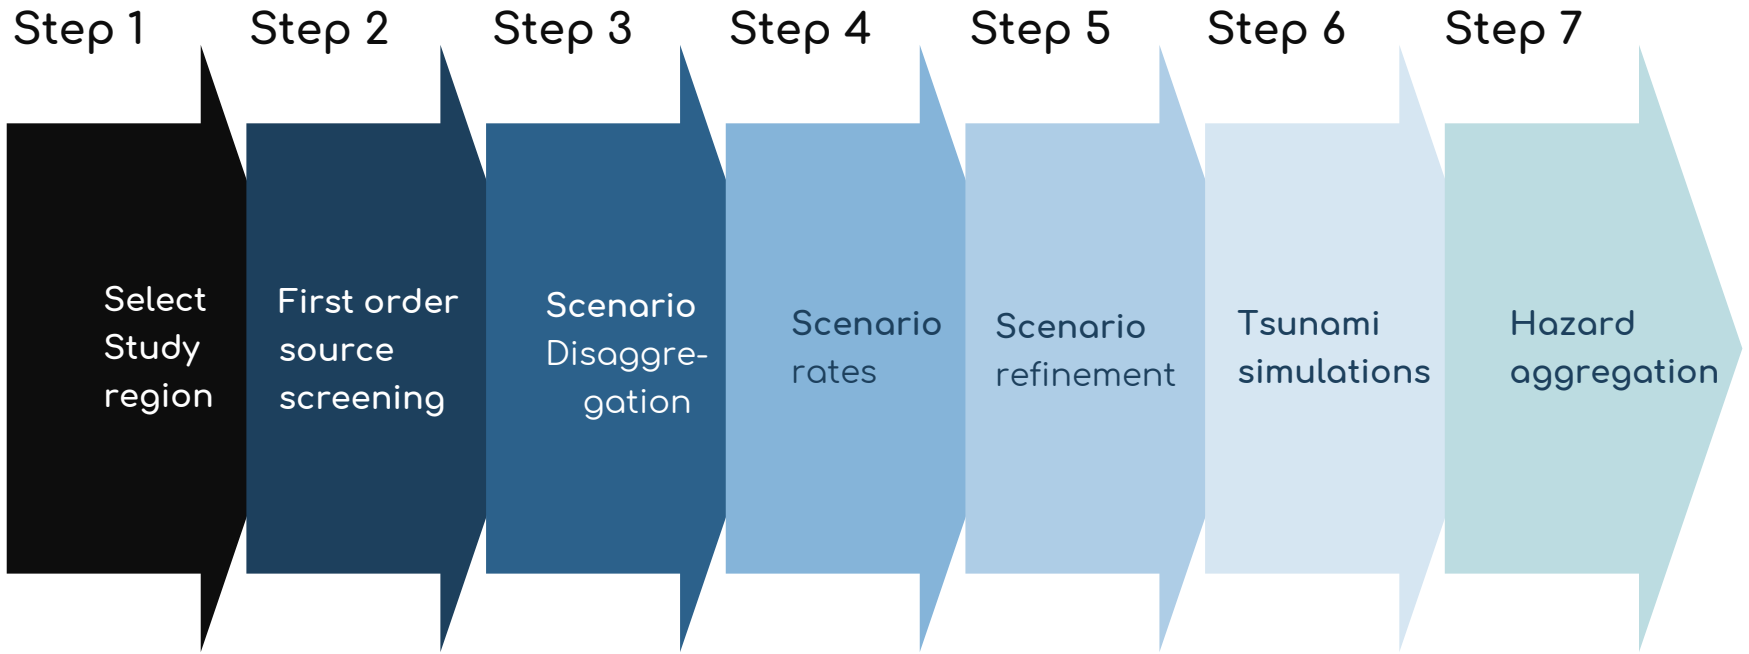 Step 1
Step 2
Step 3
Step 4
Step 5
Step 6
Step 7
Select
Study
region
First order
source
screening
Scenario
Disaggre-
gation
Scenario
rates
Scenario
refinement
Tsunami
simulations
Hazard
aggregation